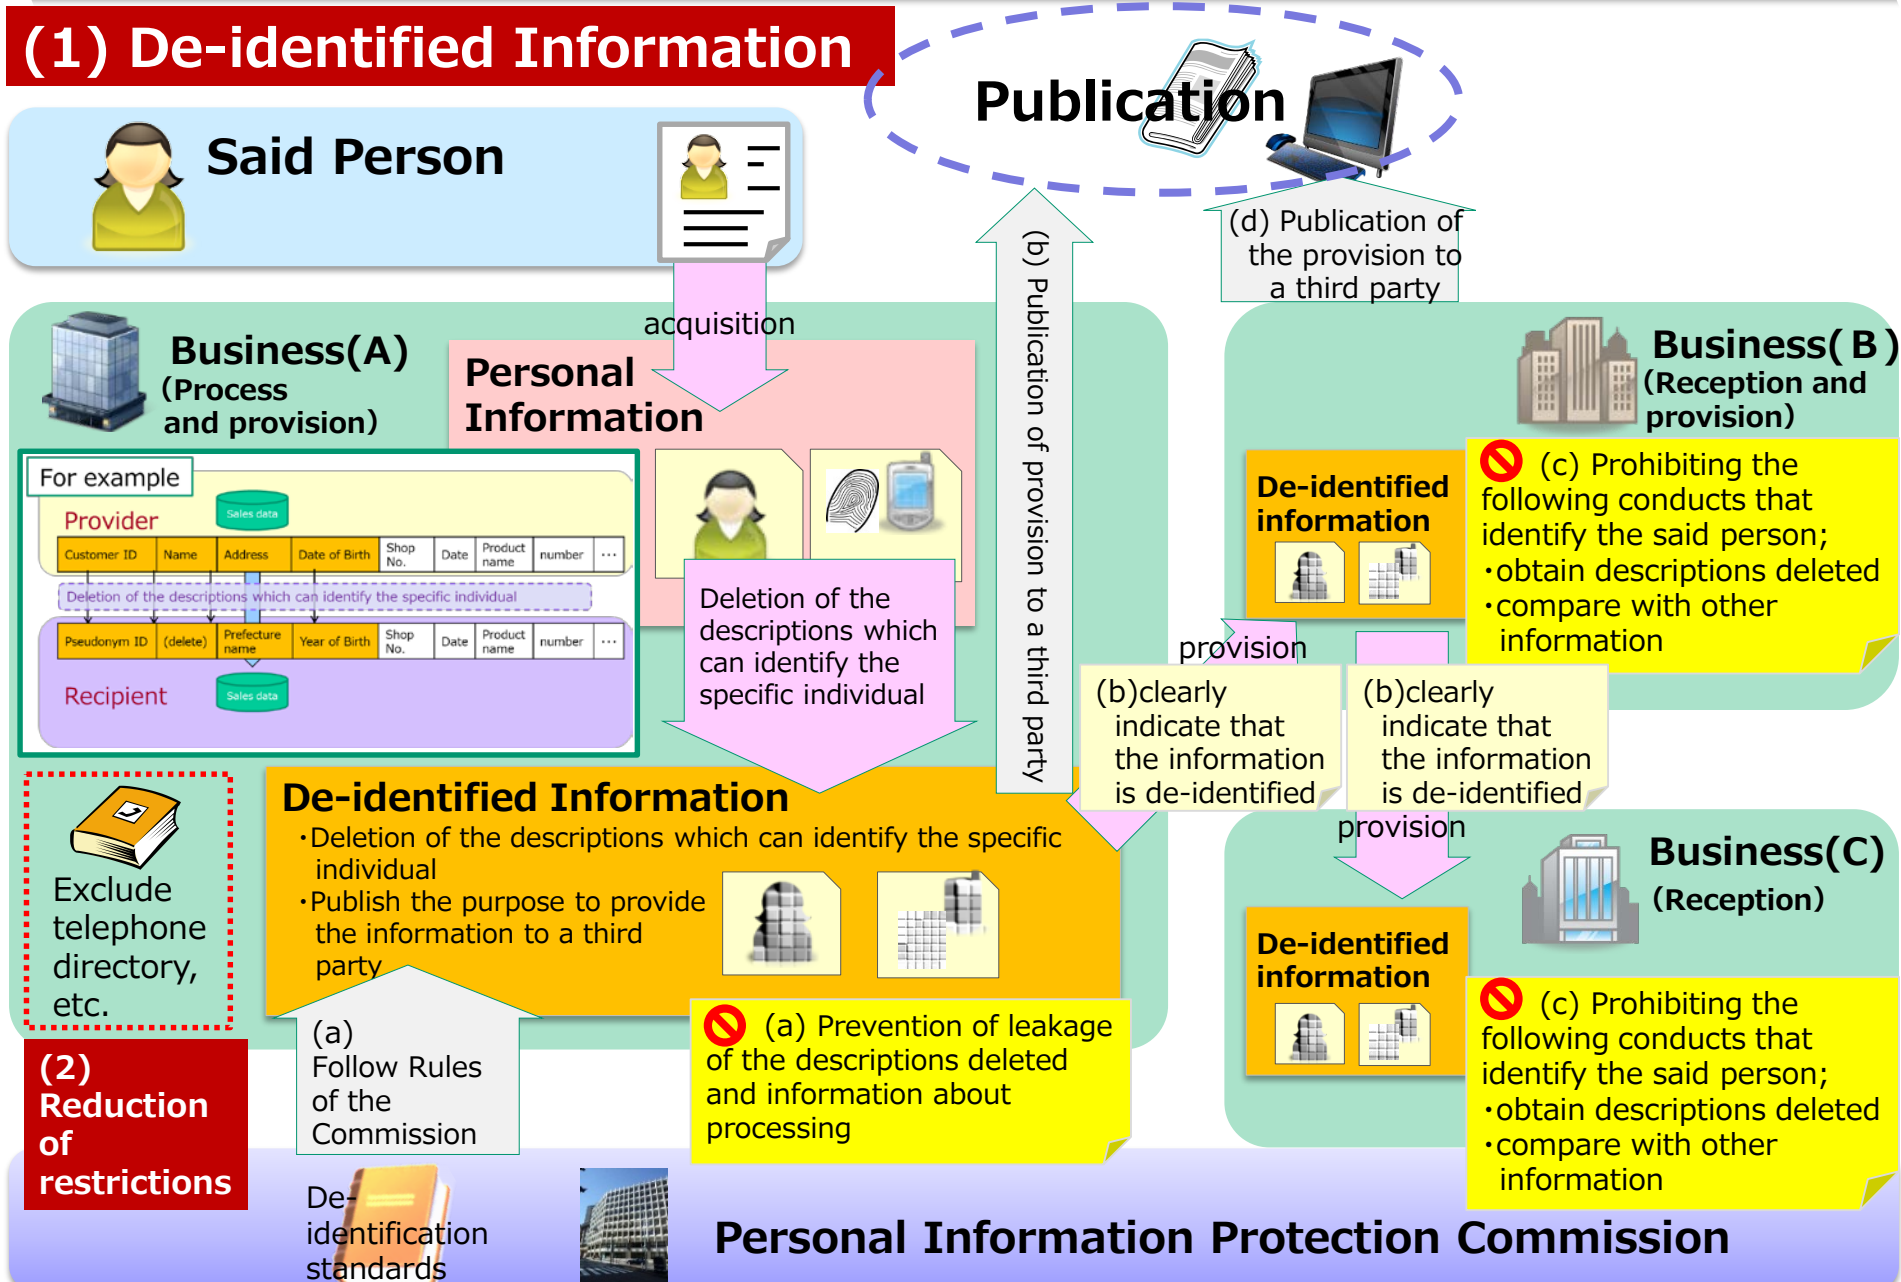 (1) De-identified Information
Publication
Said Person
(d) Publication of
the provision to
a third party
(b) Publication of provision to a third party
acquisition
Business(A)
(Process
and provision)
Personal
Information
For example
Provider
Sales data
Customer ID Name Address Date of Birth Shop No. Date Product name number ...
Deletion of the descriptions which can identify the specific individual
Pseudonym ID (delete) Prefecture name Year of Birth Shop No. Date Product name number ...
Recipient
Sales data
Deletion of the
descriptions which
can identify the
specific individual
Exclude
telephone
directory,
etc.
De-identified Information
・Deletion of the descriptions which can identify the specific
individual
・Publish the purpose to provide
the information to a third
party
(a)
Follow Rules
of the
Commission
(a) Prevention of leakage
of the descriptions deleted
and information about
processing
Business(B)
(Reception and
provision)
De-identified
information
(c) Prohibiting the
following conducts that
identify the said person;
・obtain descriptions deleted
・compare with other
information
provision
(b)clearly
indicate that
the information
is de-identified
(b)clearly
indicate that
the information
is de-identified
provision
Business(C)
(Reception)
De-identified
information
(c) Prohibiting the
following conducts that
identify the said person;
・obtain descriptions deleted
・compare with other
information
(2)
Reduction
of
restrictions
De-
identification
standards
Personal Information Protection Commission